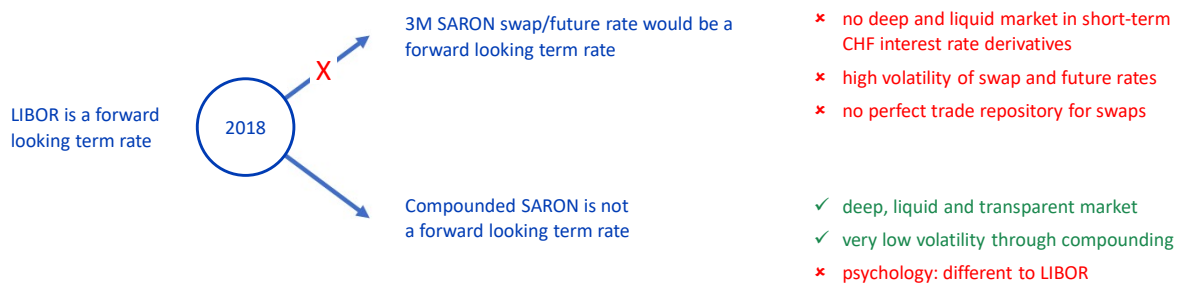 LIBOR is a forward
looking term rate
2018
X
3M SARON swap/future rate would be a
forward looking term rate
× no deep and liquid market in short-term
CHF interest rate derivatives
× high volatility of swap and future rates
× no perfect trade repository for swaps
Compounded SARON is not
a forward looking term rate
✓ deep, liquid and transparent market
✓ very low volatility through compounding
× psychology: different to LIBOR